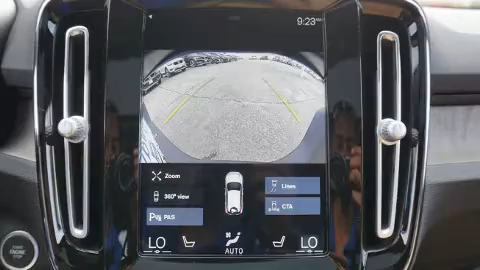 9:23
Zoom
360° view
Lines
PAS
CTA
LO
AUTO
LO
ENGINE